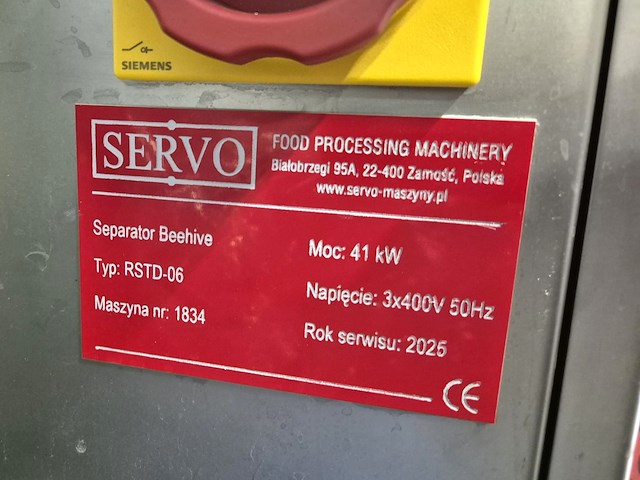 SIEMENS
SERVO
FOOD PROCESSING MACHINERY
Białobrzegi 95A, 22-400 Zamość, Polska
www.servo-maszyny.pl
Separator Beehive
Typ: RSTD-06
Maszyna nr: 1834
Moc: 41 kW
Napięcie: 3x400V 50Hz
Rok serwisu: 2025
CE